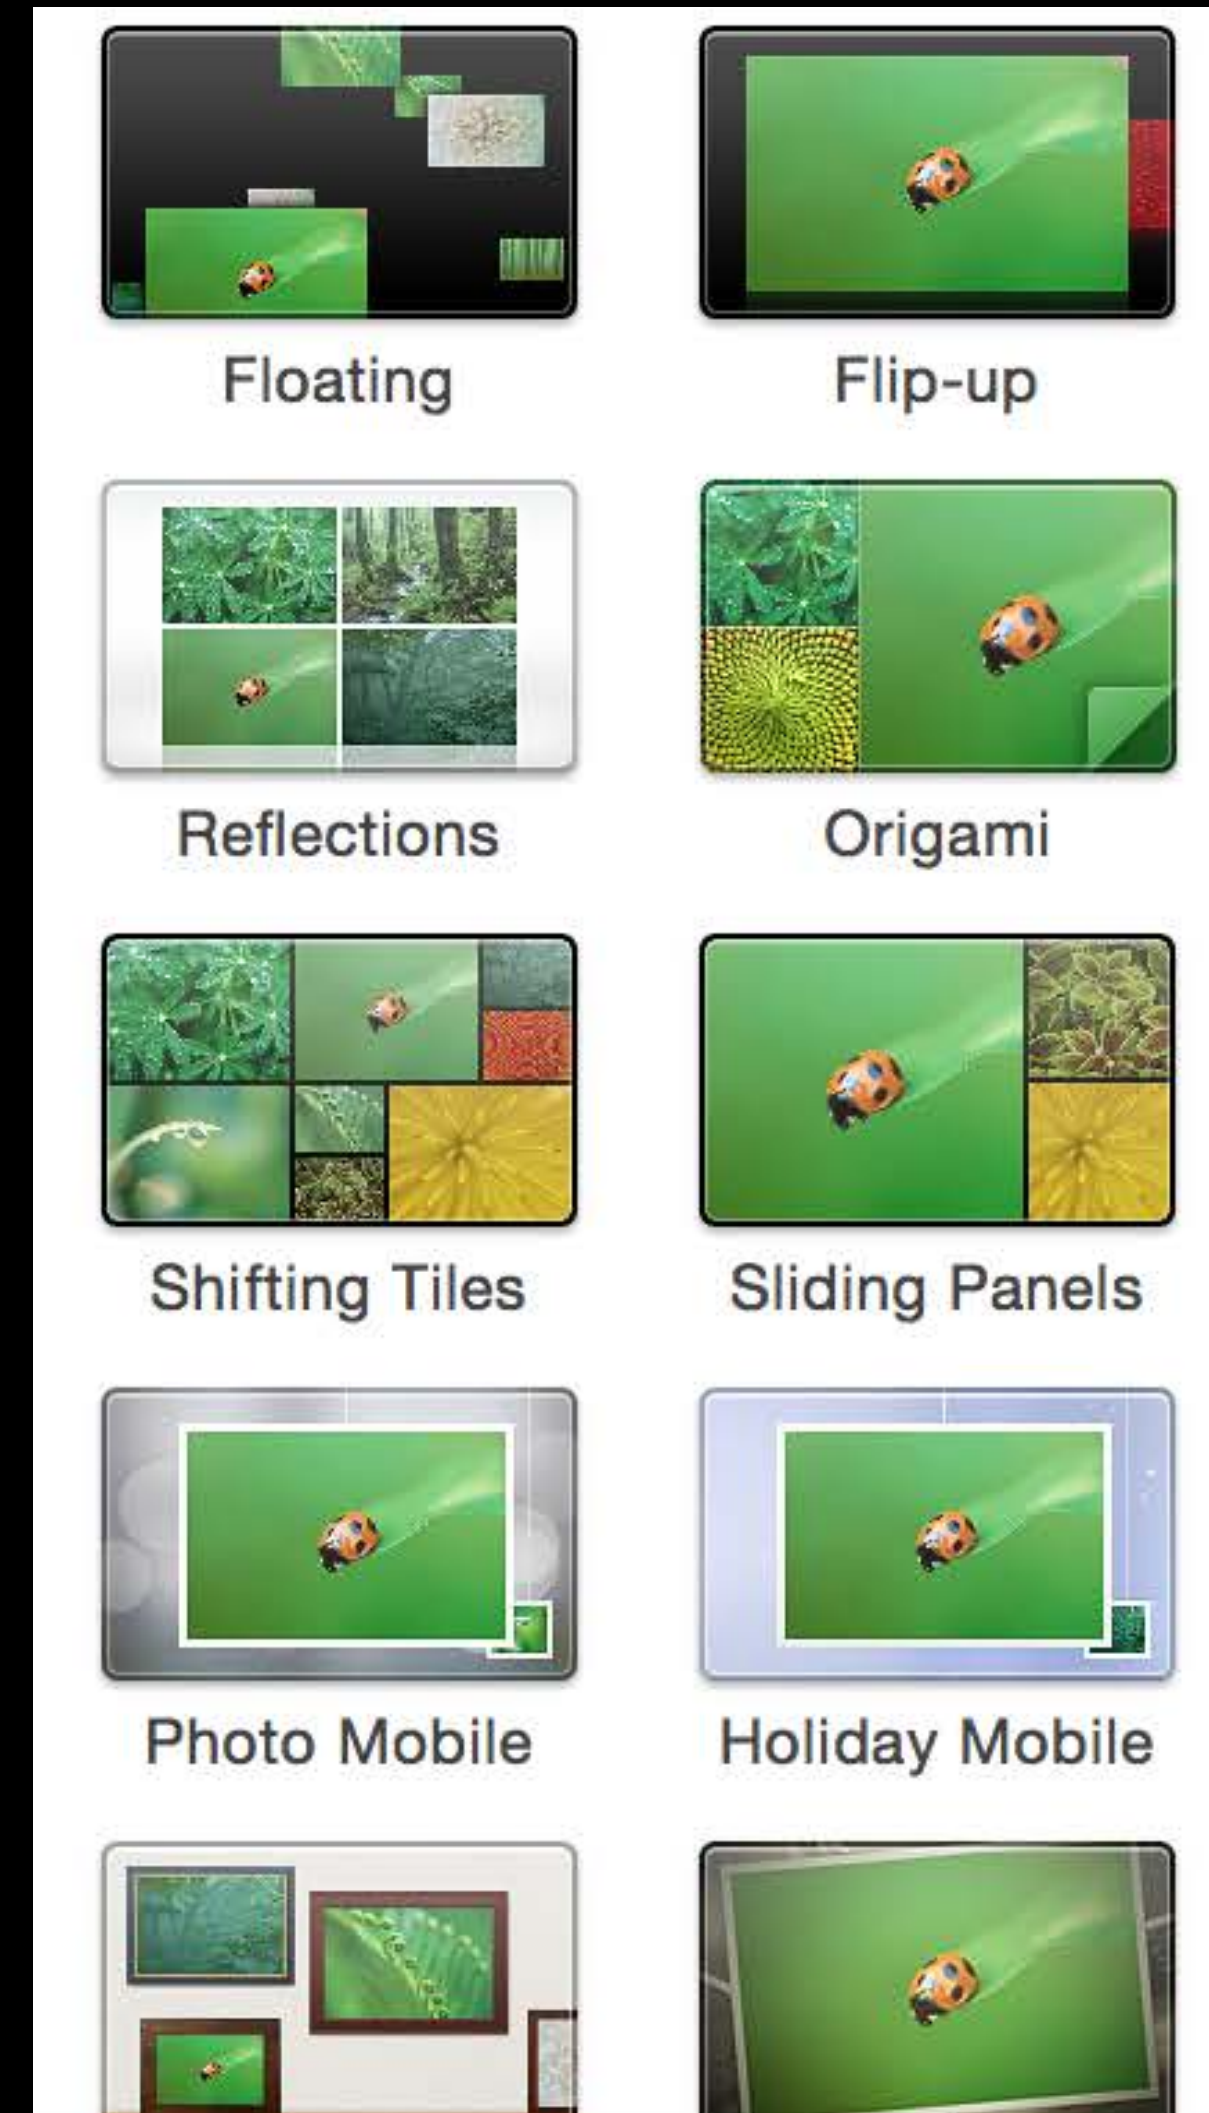 Floating
Flip-up
Reflections
Origami
Shifting Tiles
Sliding Panels
Photo Mobile
Holiday Mobile